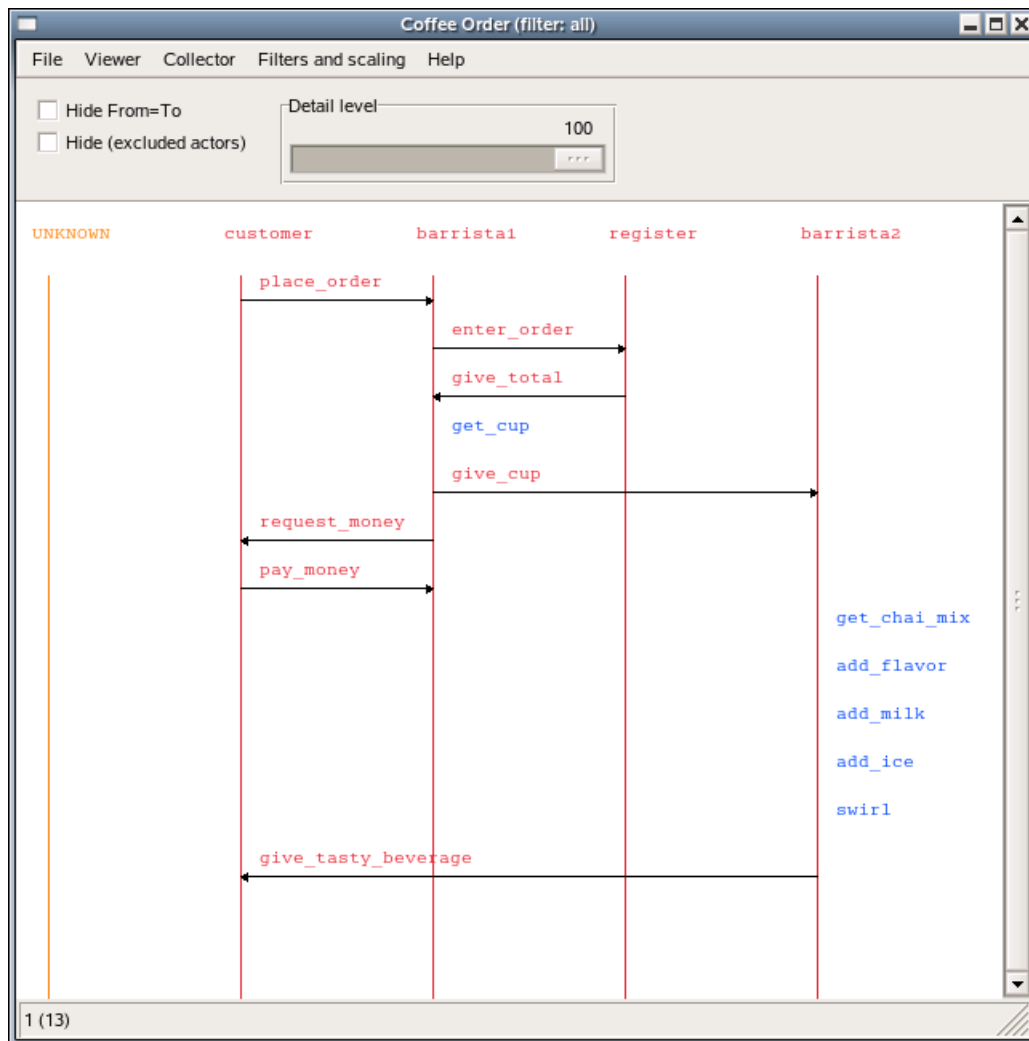 Coffee Order (filter: all)
File Viewer Collector Filters and scaling Help
Hide From=To
Detail level
100
Hide (excluded actors)
UNKNOWN customer barrista1 register barrista2
place_order
enter_order
give_total
get_cup
give_cup
request_money
pay_money
get_chai_mix
add_flavor
add_milk
add_ice
swirl
give_tasty_beverage
1 (13)